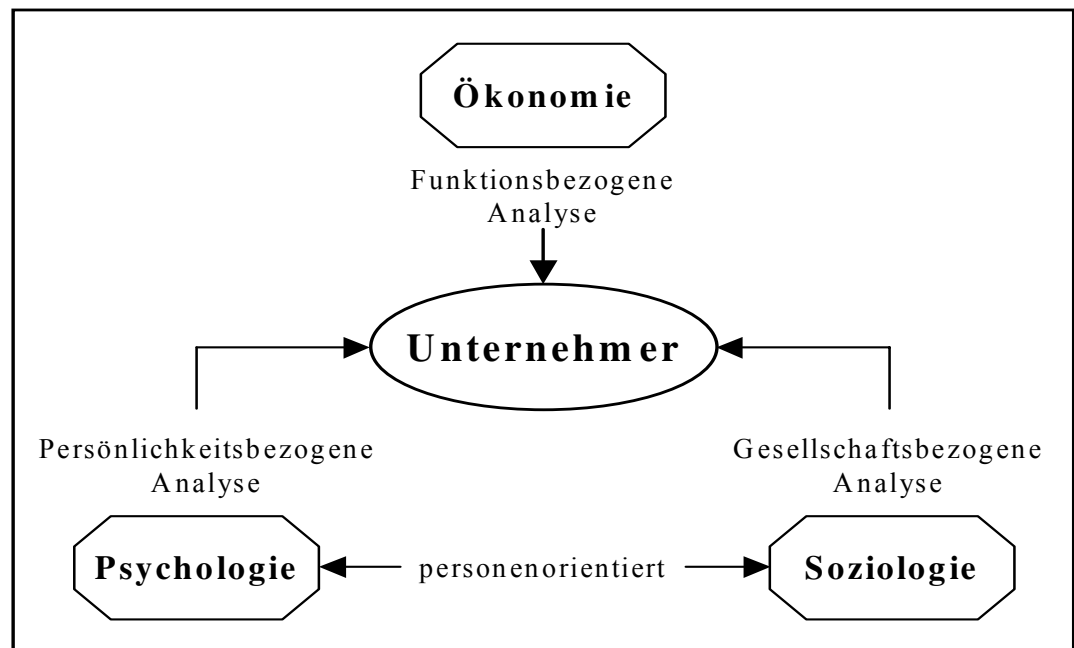 Ökonomie
Funktionsbezogene
Analyse
Unternehmer
Persönlichkeitsbezogene
Analyse
Gesellschaftsbezogene
Analyse
Psychologie
personenorientiert
Soziologie